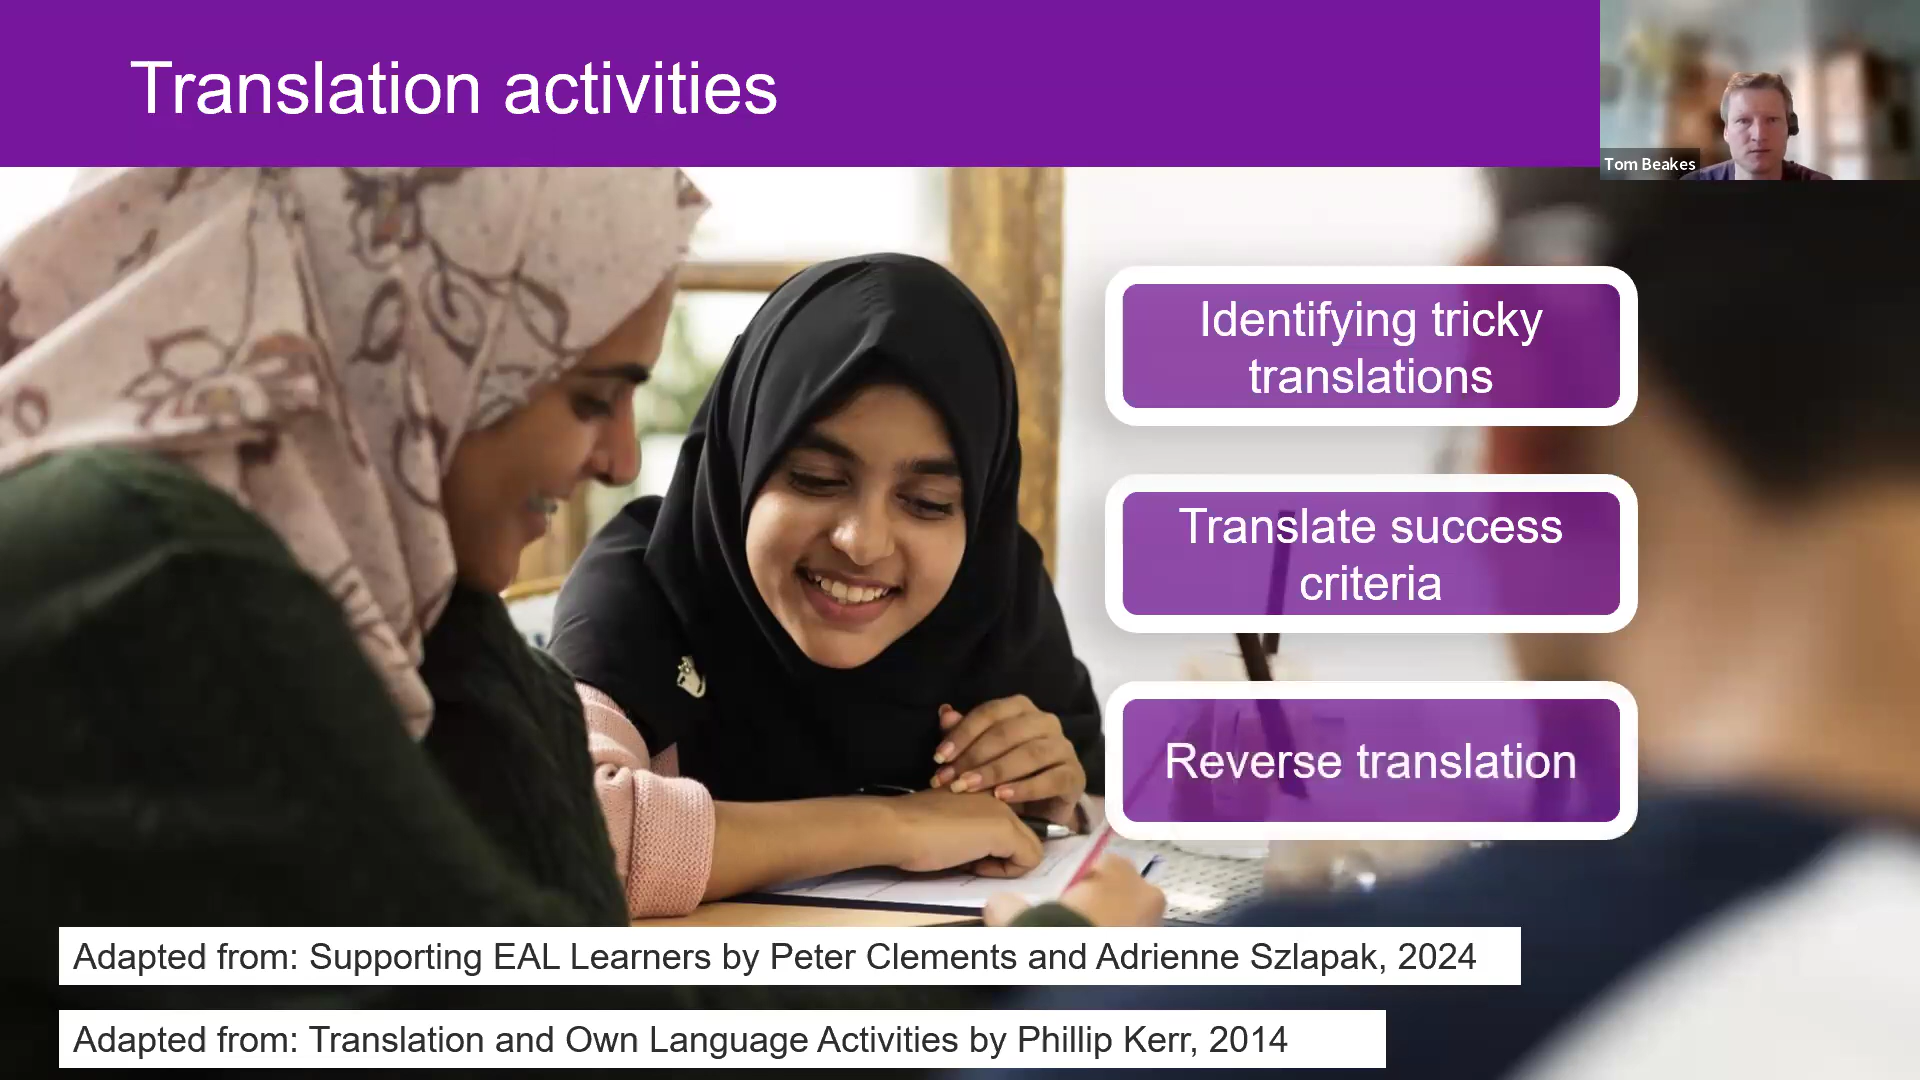 Translation activities
Tom Beakes
Identifying tricky
translations
Translate success
criteria
Reverse translation
Adapted from: Supporting EAL Learners by Peter Clements and Adrienne Szlapak, 2024
Adapted from: Translation and Own Language Activities by Phillip Kerr, 2014